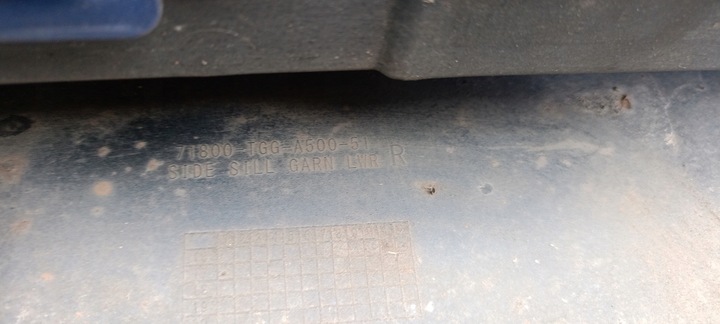 71800-TGG-A500-51
SIDE SILL GARN LWR R